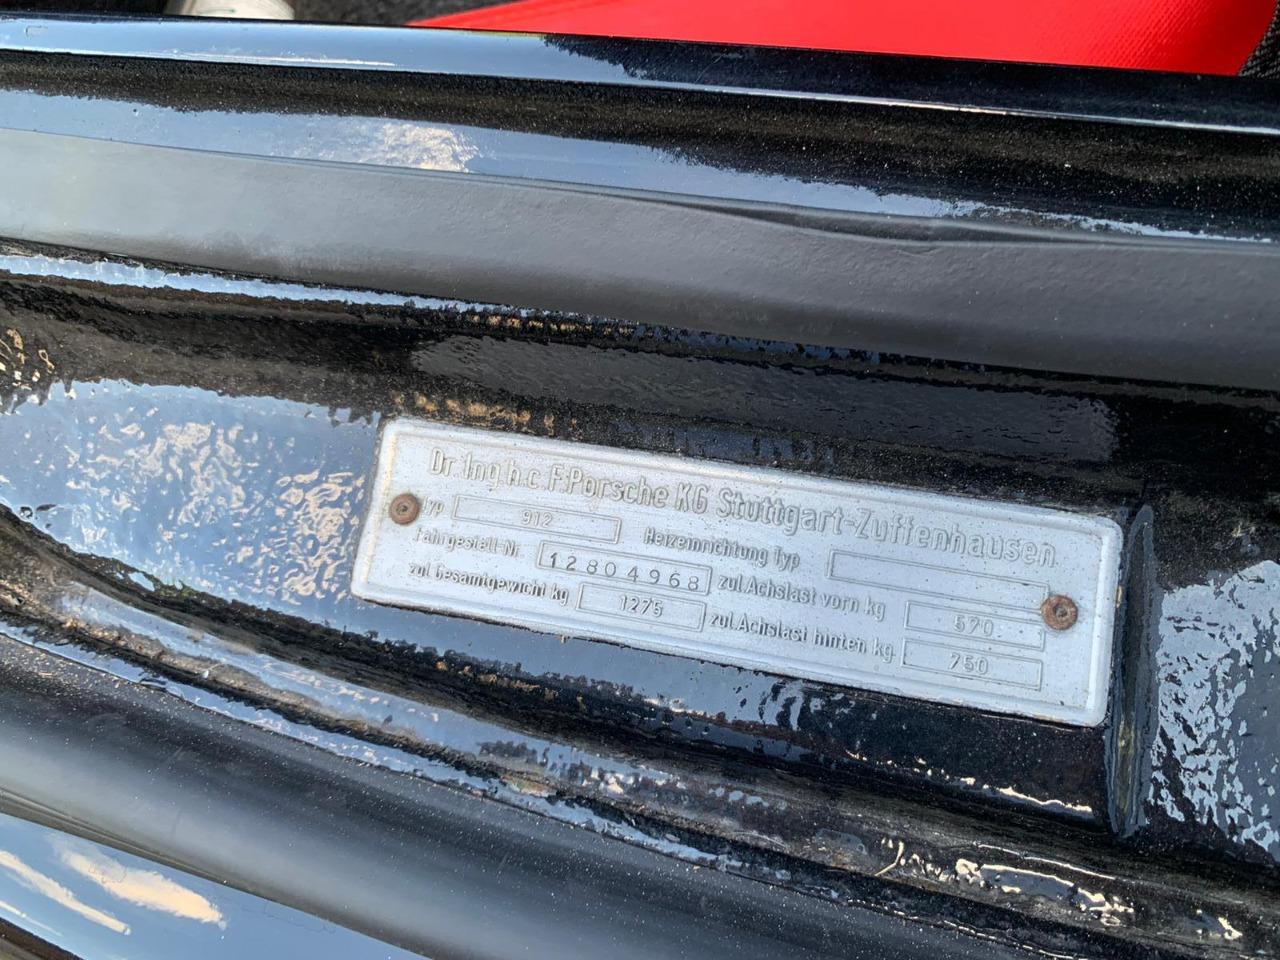 Dr.Ing.h.c.F.Porsche KG Stuttgart-Zuffenhausen
Typ 912 Heizeinrichtung Typ
Fahrgestell-Nr. 12804968 zul.Achslast vorn kg 570
zul.Gesamtgewicht kg 1275 zul.Achslast hinten kg 750